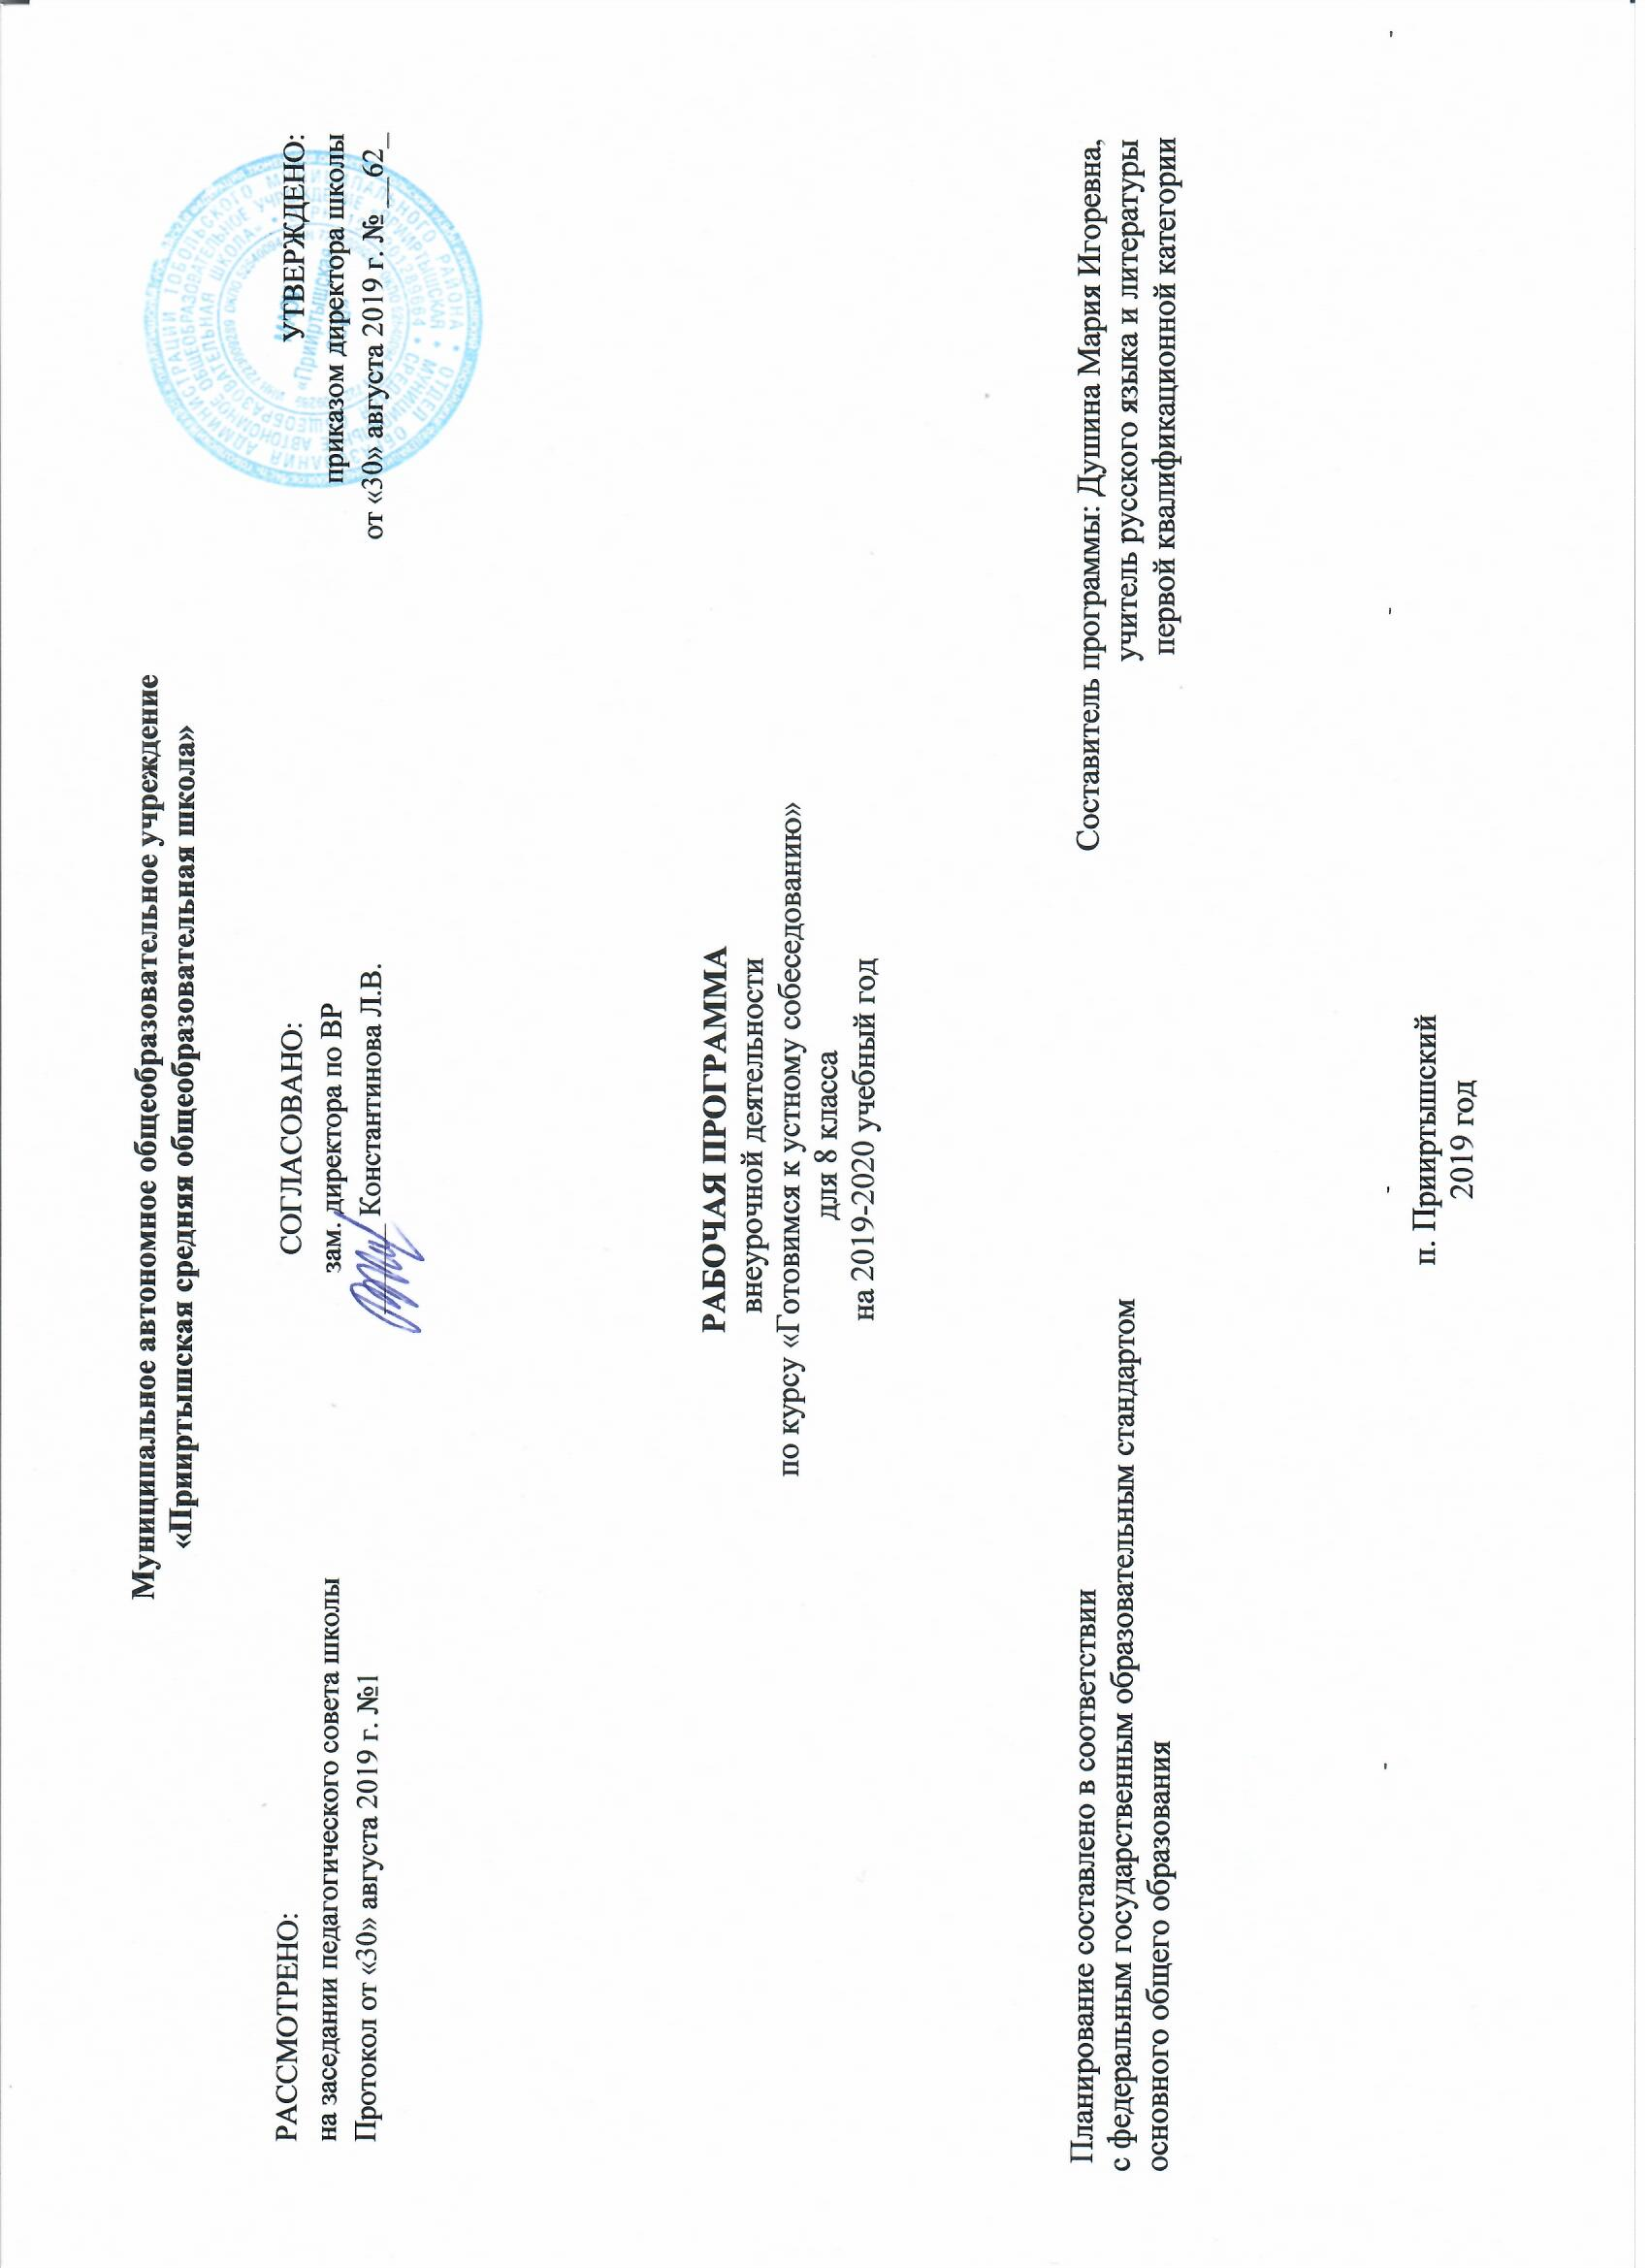 Муниципальное автономное общеобразовательное учреждение
«Прииртышская средняя общеобразовательная школа»
РАССМОТРЕНО:
на заседании педагогического совета школы
Протокол от «30» августа 2019 г. №1
СОГЛАСОВАНО:
зам. директора по ВР
Константинова Л.В.
УТВЕРЖДЕНО:
приказом директора школы
от «30» августа 2019 г. № __62_
РАБОЧАЯ ПРОГРАММА
внеурочной деятельности
по курсу «Готовимся к устному собеседованию»
для 8 класса
на 2019-2020 учебный год
Планирование составлено в соответствии
с федеральным государственным образовательным стандартом
основного общего образования
Составитель программы: Душина Мария Игоревна,
учитель русского языка и литературы
первой квалификационной категории
п. Прииртышский
2019 год